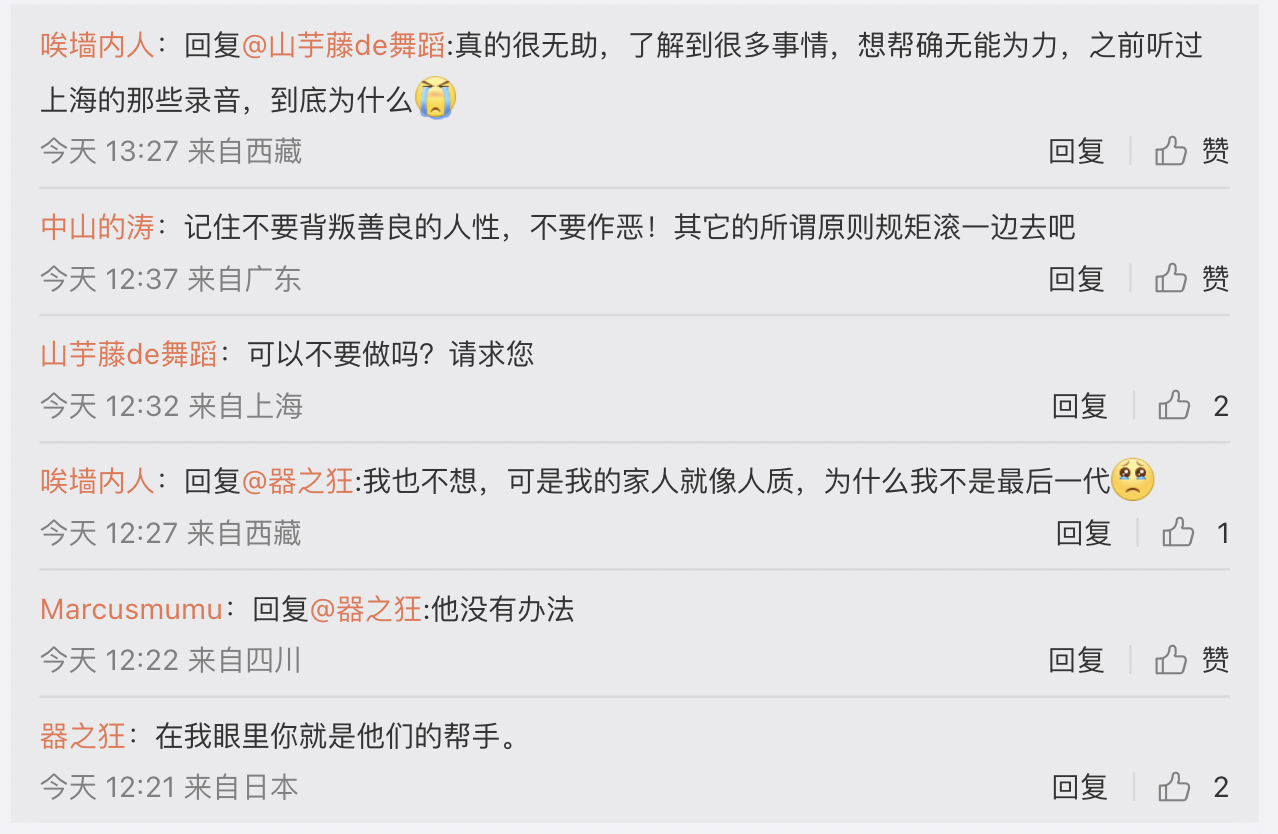 唉墙内人：回复@山芋藤de舞蹈:真的很无助，了解到很多事情，想帮确无能为力，之前听过
上海的那些录音，到底为什么
今天 13:27 来自西藏 回复 赞
中山的涛：记住不要背叛善良的人性，不要作恶！其它的所谓原则规矩滚一边去吧
今天 12:37 来自广东 回复 赞
山芋藤de舞蹈：可以不要做吗？请求您
今天 12:32 来自上海 回复 2
唉墙内人：回复@器之狂:我也不想，可是我的家人就像人质，为什么我不是最后一代
今天 12:27 来自西藏 回复 1
Marcusmumu：回复@器之狂:他没有办法
今天 12:22 来自四川 回复 赞
器之狂：在我眼里你就是他们的帮手。
今天 12:21 来自日本 回复 2